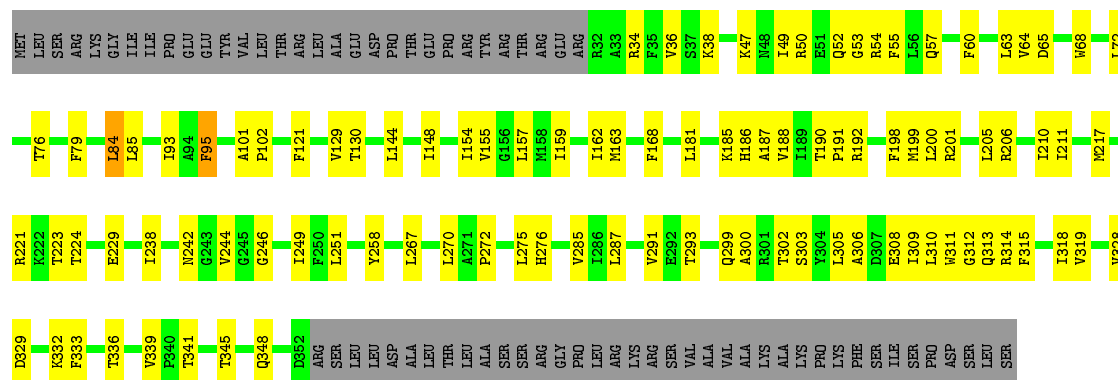 MET LEU SER ARG LYS GLY ILE ILE PRO GLU GLU TYR VAL LEU THR ARG LEU ALA GLU ASP PRO THR GLU PRO ARG TYR ARG THR ARG GLU ARG R32 A33 R34 F35 V36 S37 K38 K47 N48 I49 R50 E51 Q52 G53 R54 F55 L56 Q57 F60 L63 V64 D65 W68
T76 F79 L84 L85 I93 A94 F95 A101 P102 F121 V129 T130 L144 I148 I154 V155 G156 L157 M158 I159 I162 M163 F168 L181 K185 H186 A187 V188 I189 T190 P191 R192 F198 M199 L200 R201 L205 R206 I210 I211 M217
R221 K222 T223 T224 E229 I238 N242 G243 V244 G245 G246 I249 F250 L251 Y258 L267 L270 A271 P272 L275 H276 V285 I286 L287 V291 E292 T293 Q299 A300 R301 T302 S303 Y304 L305 A306 D307 E308 I309 L310 W311 G312 Q313 R314 F315 I318 V319
D329 K332 F333 T336 V339 P340 T341 T345 Q348 D352 ARG SER LEU LEU ASP ALA LEU THR LEU ALA SER SER ARG GLY PRO LEU ARG LYS ARG SER VAL ALA VAL ALA LYS ALA LYS PRO LYS PHE SER ILE SER PRO ASP SER LEU SER